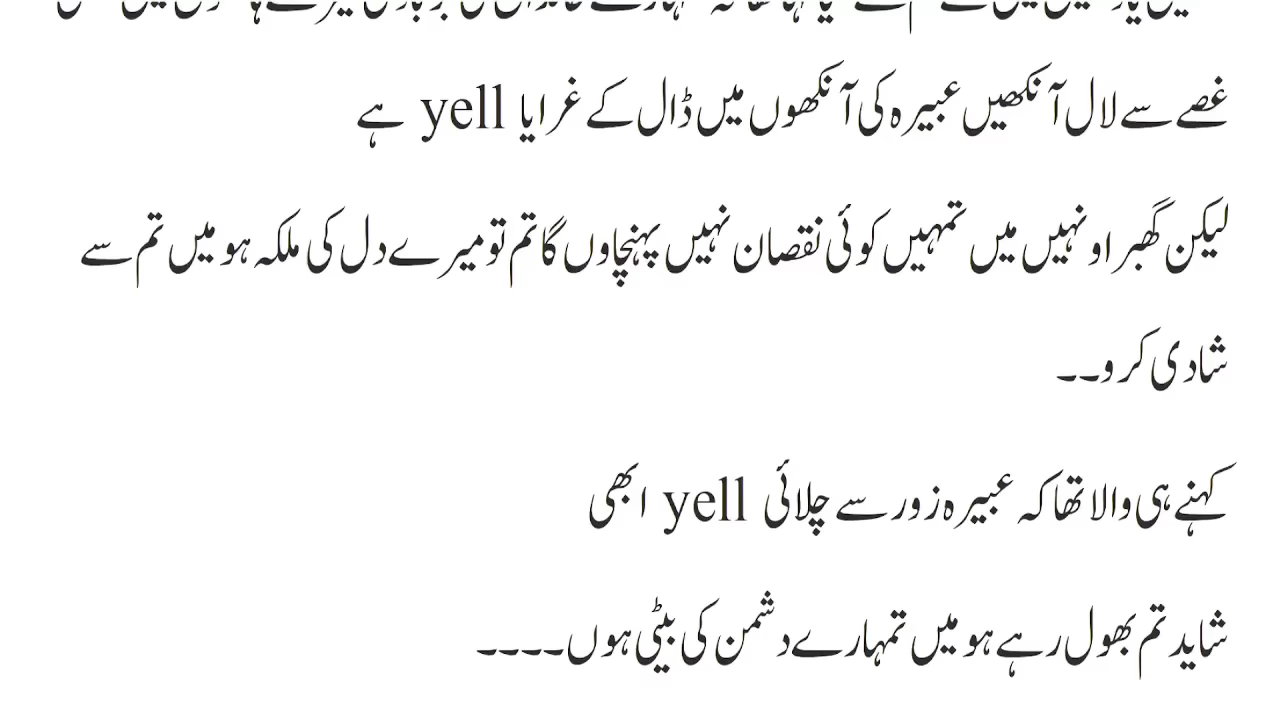 غصے سے لال آنکھیں عبیرہ کی آنکھوں میں ڈال کے غرایا yell ہے
لیکن گھبراو نہیں میں تمہیں کوئی نقصان نہیں پہنچاوں گا تم تو میرے دل کی ملکہ ہو میں تم سے
شادی کرو۔۔
کہنے ہی والا تھا کہ عبیرہ زور سے چلائی yell ابھی
شاید تم بھول رہے ہو میں تمہارے دشمن کی بیٹی ہوں۔۔۔۔